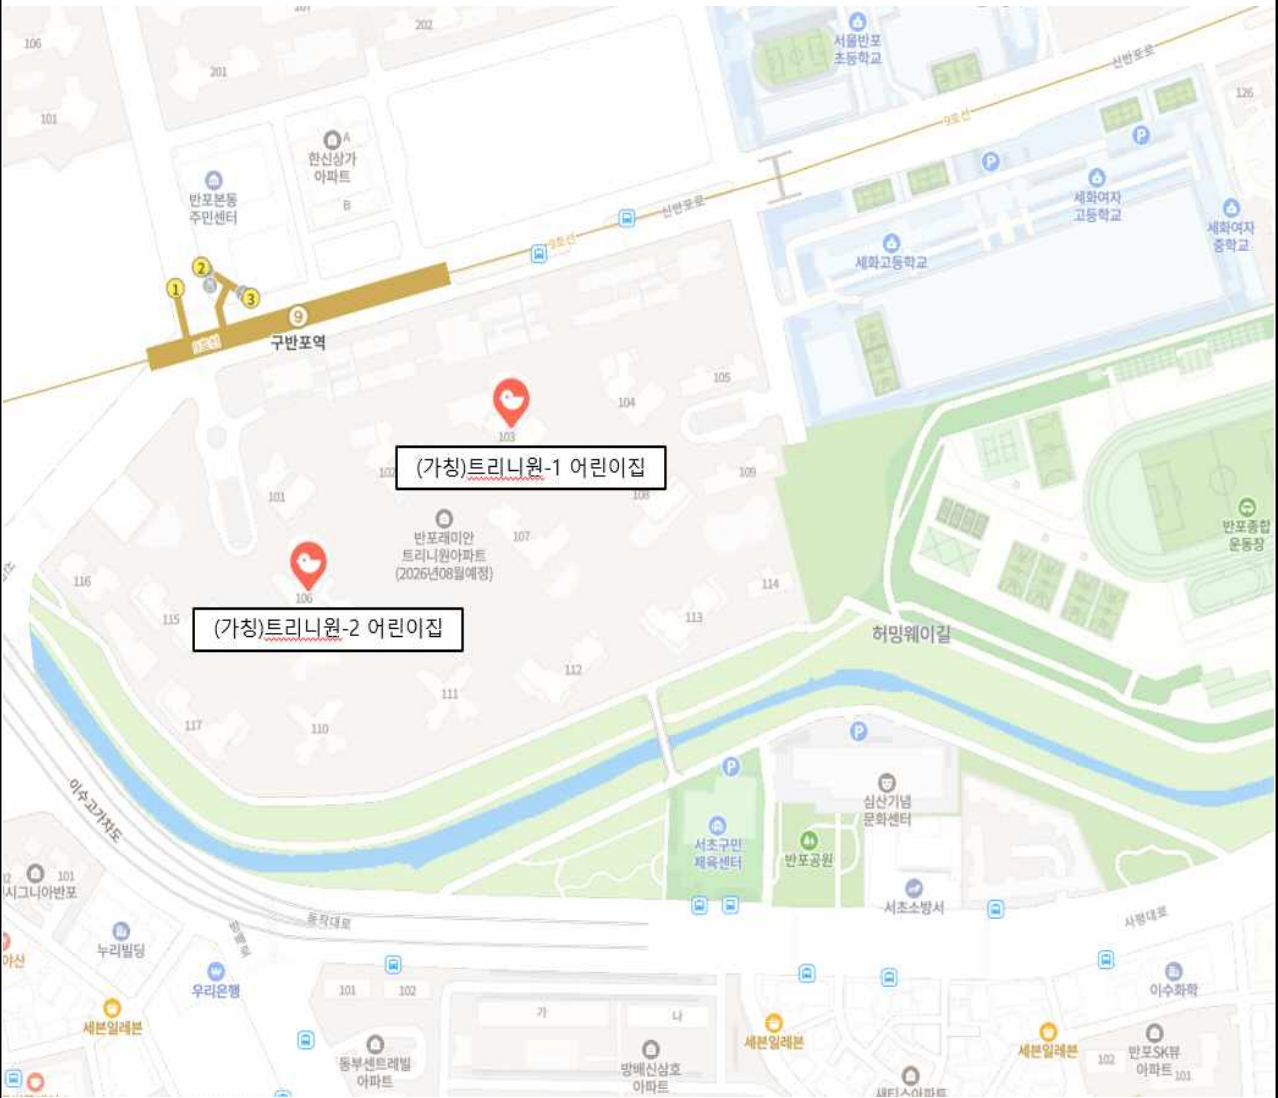 202
106
201
101
서울반포
초등학교
신반포로
126
9호선
A
한신상가
아파트
B
반포본동
주민센터
P
P
세화여자
고등학교
세화여자
중학교
신반포로
9호선
세화고등학교
2
1
3
9
구반포역
105
104
103
102
(가칭)트리니원-1 어린이집
109
101
108
반포래미안
트리니원아파트
(2026년08월예정)
107
반포종합
운동장
116
106
114
115
(가칭)트리니원-2 어린이집
113
허밍웨이길
112
111
117
110
P
P
이수고가차도
심산기념
문화센터
서초구민
체육센터
반포공원
101
시그니아반포
서초소방서
동작대로
사평대로
누리빌딩
우리은행
이수화학
101
102
세븐일레븐
가
나
세븐일레븐
세븐일레븐
동부센트레빌
아파트
방배신삼호
아파트
102
반포SK뷰
아파트
101